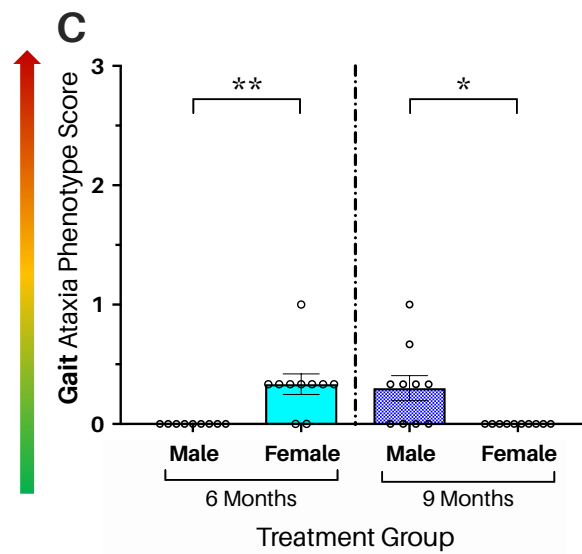 C
Gait Ataxia Phenotype Score
3
2
1
0
** *
Male Female Male Female
6 Months 9 Months
Treatment Group